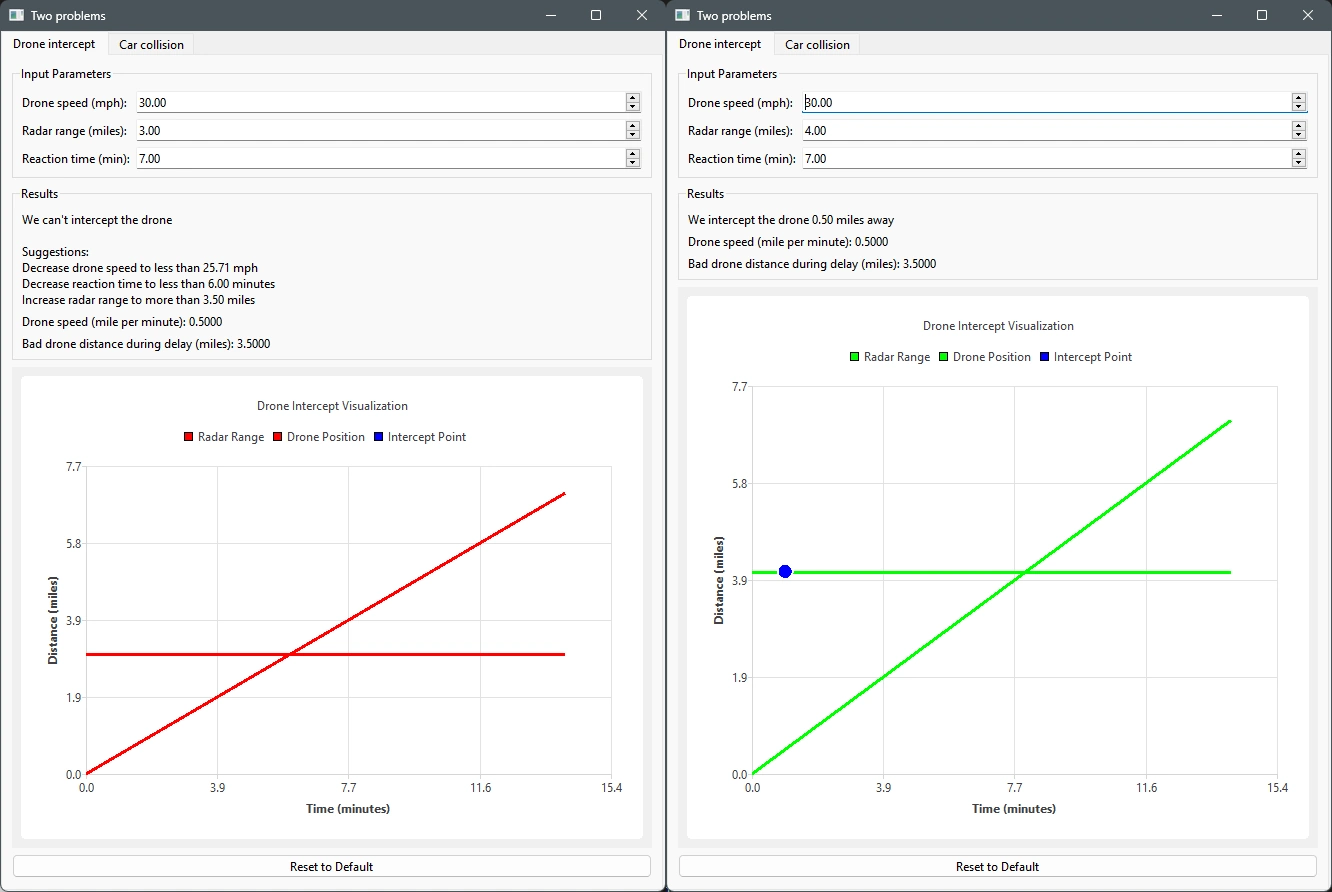 Two problems
Drone intercept Car collision
Input Parameters
Drone speed (mph): 30.00
Radar range (miles): 3.00
Reaction time (min): 7.00
Results
We can't intercept the drone
Suggestions:
Decrease drone speed to less than 25.71 mph
Decrease reaction time to less than 6.00 minutes
Increase radar range to more than 3.50 miles
Drone speed (mile per minute): 0.5000
Bad drone distance during delay (miles): 3.5000
Drone Intercept Visualization
Radar Range Drone Position Intercept Point
7.7
5.8
3.9
1.9
0.0
Distance (miles)
0.0 3.9 7.7 11.6 15.4
Time (minutes)
Reset to Default
Two problems
Drone intercept Car collision
Input Parameters
Drone speed (mph): 30.00
Radar range (miles): 4.00
Reaction time (min): 7.00
Results
We intercept the drone 0.50 miles away
Drone speed (mile per minute): 0.5000
Bad drone distance during delay (miles): 3.5000
Drone Intercept Visualization
Radar Range Drone Position Intercept Point
7.7
5.8
3.9
1.9
0.0
Distance (miles)
0.0 3.9 7.7 11.6 15.4
Time (minutes)
Reset to Default